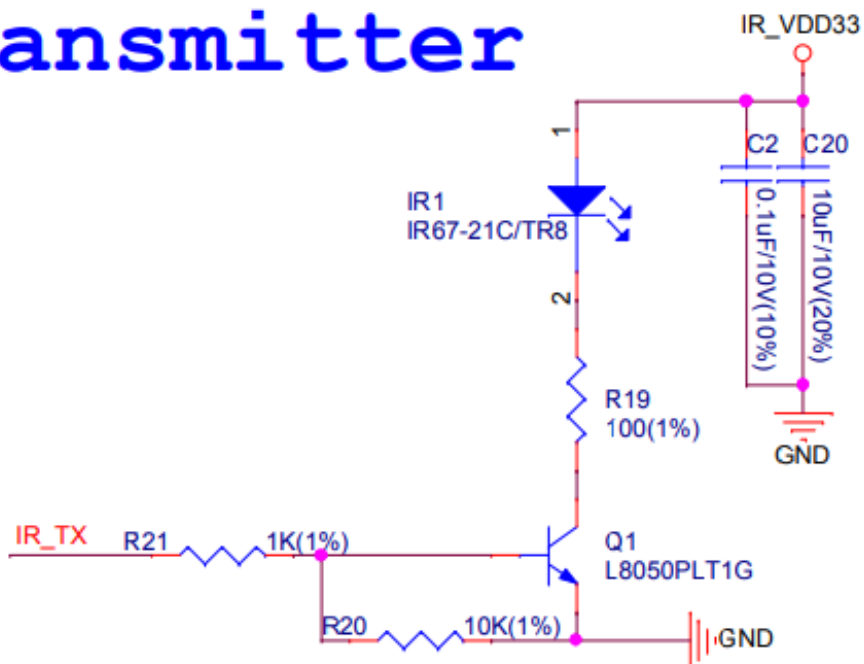 ansmitter
IR_VDD33
1
C2
C20
IR1
IR67-21C/TR8
0.1uF/10V(10%)
10uF/10V(20%)
2
R19
100(1%)
GND
IR_TX
R21
1K(1%)
Q1
L8050PLT1G
R20
10K(1%)
GND